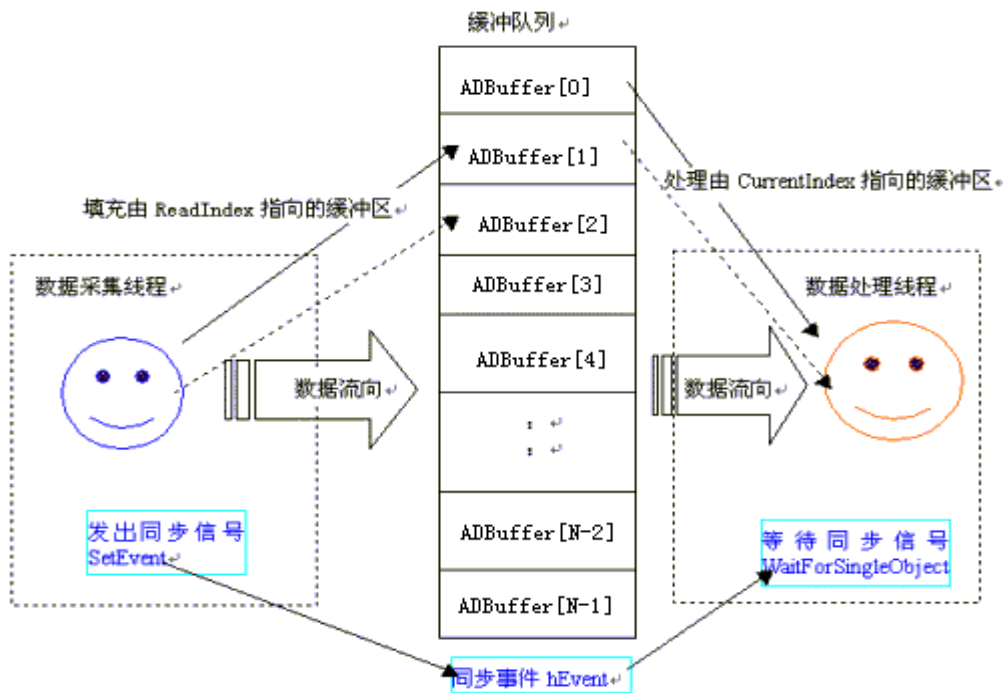 缓冲队列
ADBuffer[0]
ADBuffer[1]
处理由 CurrentIndex 指向的缓冲区
填充由 ReadIndex 指向的缓冲区
ADBuffer[2]
数据采集线程
ADBuffer[3]
数据处理线程
ADBuffer[4]
数据流向
数据流向
:
:
发出同步信号
SetEvent
ADBuffer[N-2]
等待同步信号
WaitForSingleObject
ADBuffer[N-1]
同步事件 hEvent